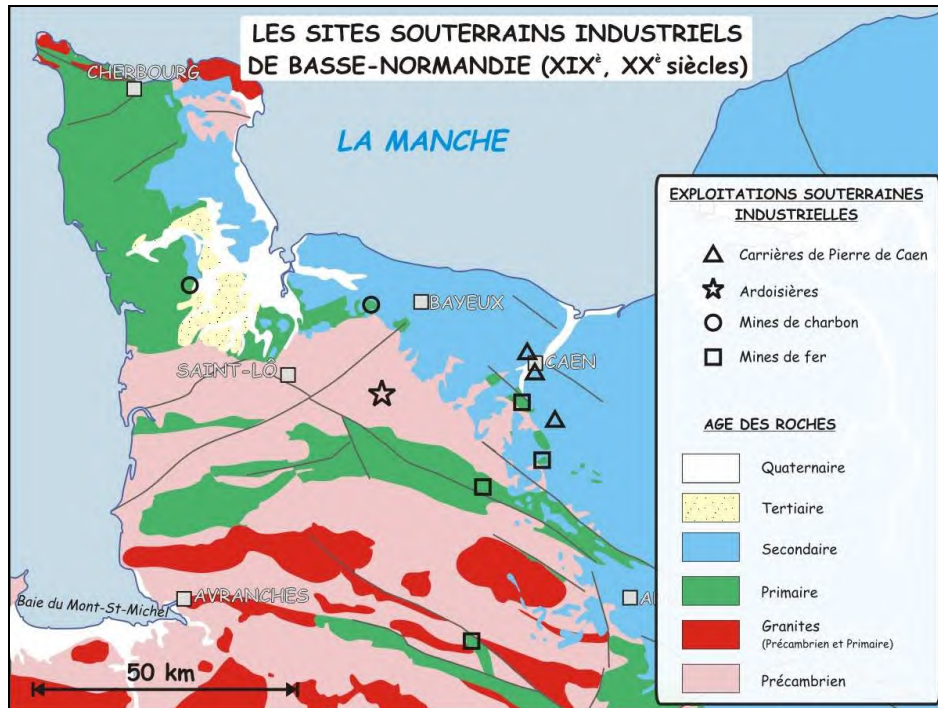 LES SITES SOUTERRAINS INDUSTRIELS
DE BASSE-NORMANDIE (XIXè, XXè siècles)
CHERBOURG
LA MANCHE
BAYEUX
CAEN
SAINT-LÔ
AVRANCHES
Baie du Mont-St-Michel
50 km
EXPLOITATIONS SOUTERRAINES
INDUSTRIELLES
Carrières de Pierre de Caen
Ardoisières
Mines de charbon
Mines de fer
AGE DES ROCHES
Quaternaire
Tertiaire
Secondaire
Primaire
Granites
(Précambrien et Primaire)
Précambrien